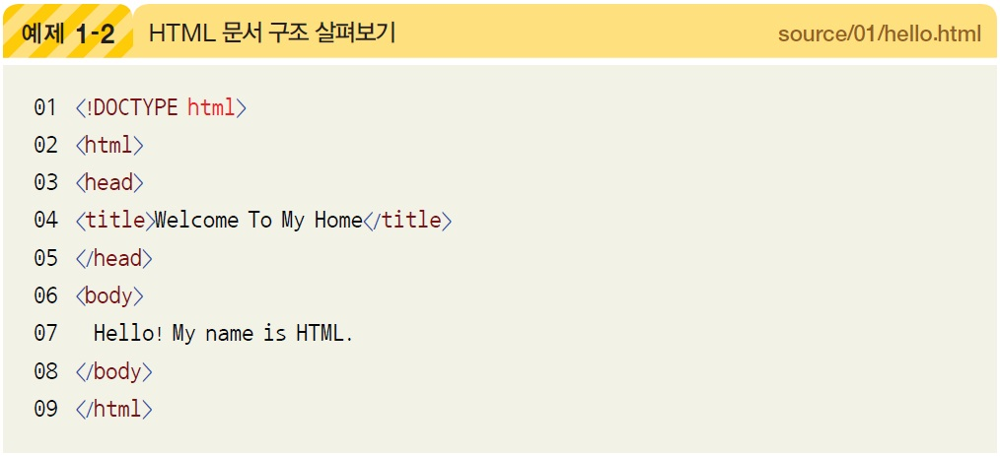 예제 1-2 HTML 문서 구조 살펴보기 source/01/hello.html
01 <!DOCTYPE html>
02 <html>
03 <head>
04 <title>Welcome To My Home</title>
05 </head>
06 <body>
07 Hello! My name is HTML.
08 </body>
09 </html>